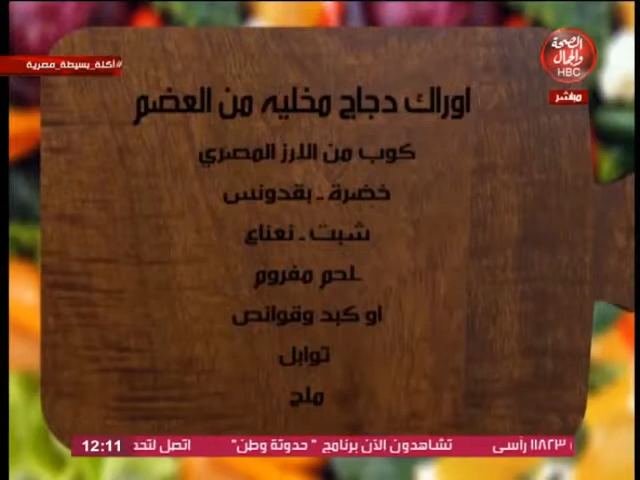 الصحة
والجمال
HBC
مباشر
#أكلة_بسيطة_مصرية
اوراك دجاج مخليه من العضم
كوب من الارز المصري
خضرة - بقدونس
شبت - نعناع
لحم مفروم
او كبد وقوانص
توابل
ملح
١١٨٢٣ رأسى تشاهدون الآن برنامج " حدوتة وطن" اتصل لتحد
12:11